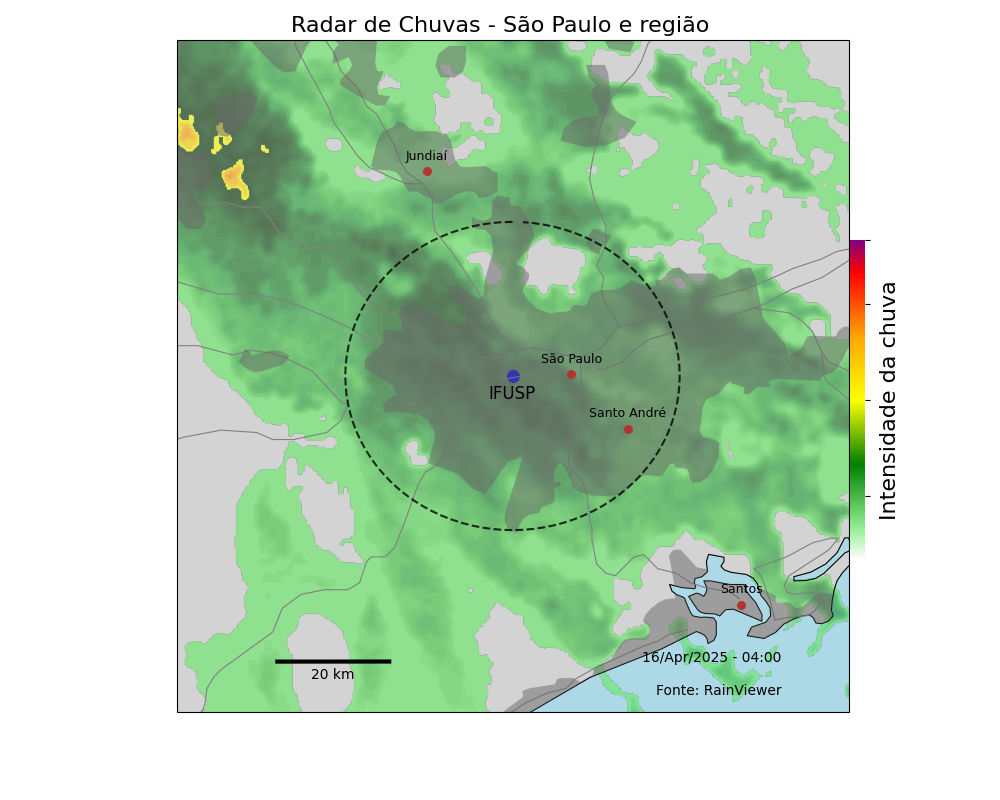 Radar de Chuvas - São Paulo e região
Jundiaí
São Paulo
IFUSP
Santo André
Intensidade da chuva
Santos
16/Apr/2025 - 04:00
20 km
Fonte: RainViewer